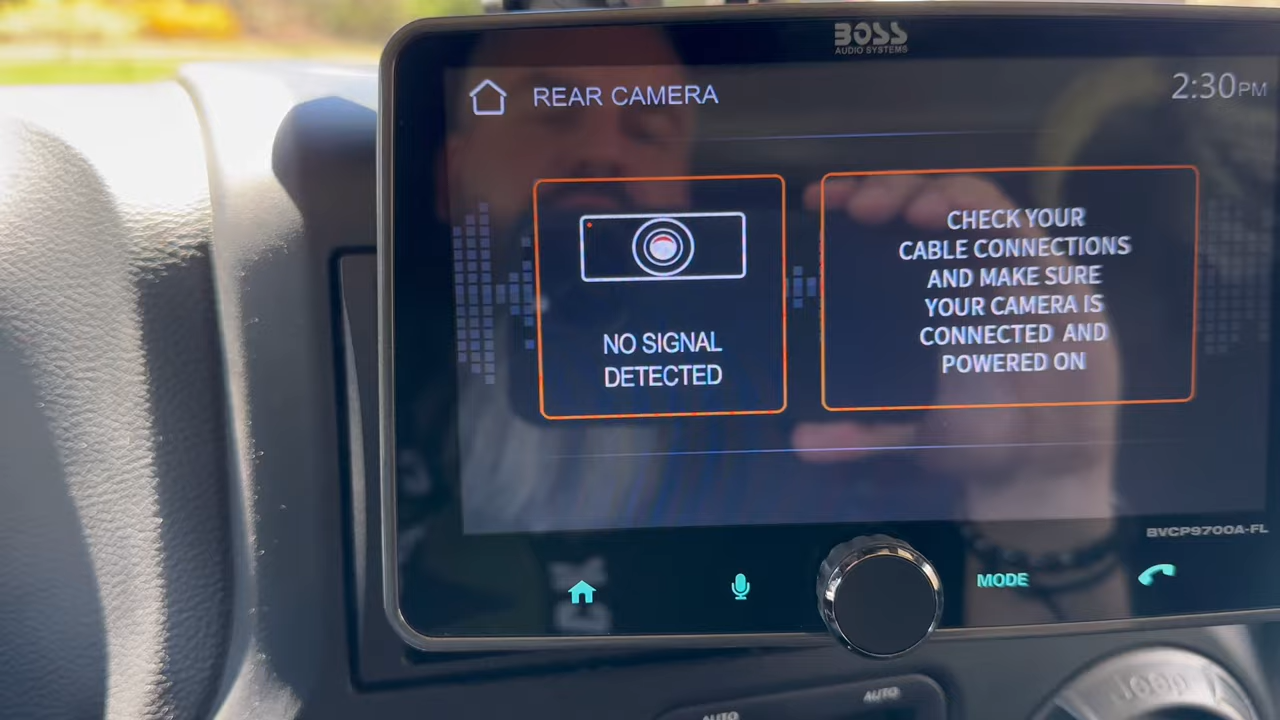 BOSS
AUDIO SYSTEMS
REAR CAMERA
2:30PM
NO SIGNAL
DETECTED
CHECK YOUR
CABLE CONNECTIONS
AND MAKE SURE
YOUR CAMERA IS
CONNECTED AND
POWERED ON
BVCP9700A-FL
MODE
AUTO
AUTO